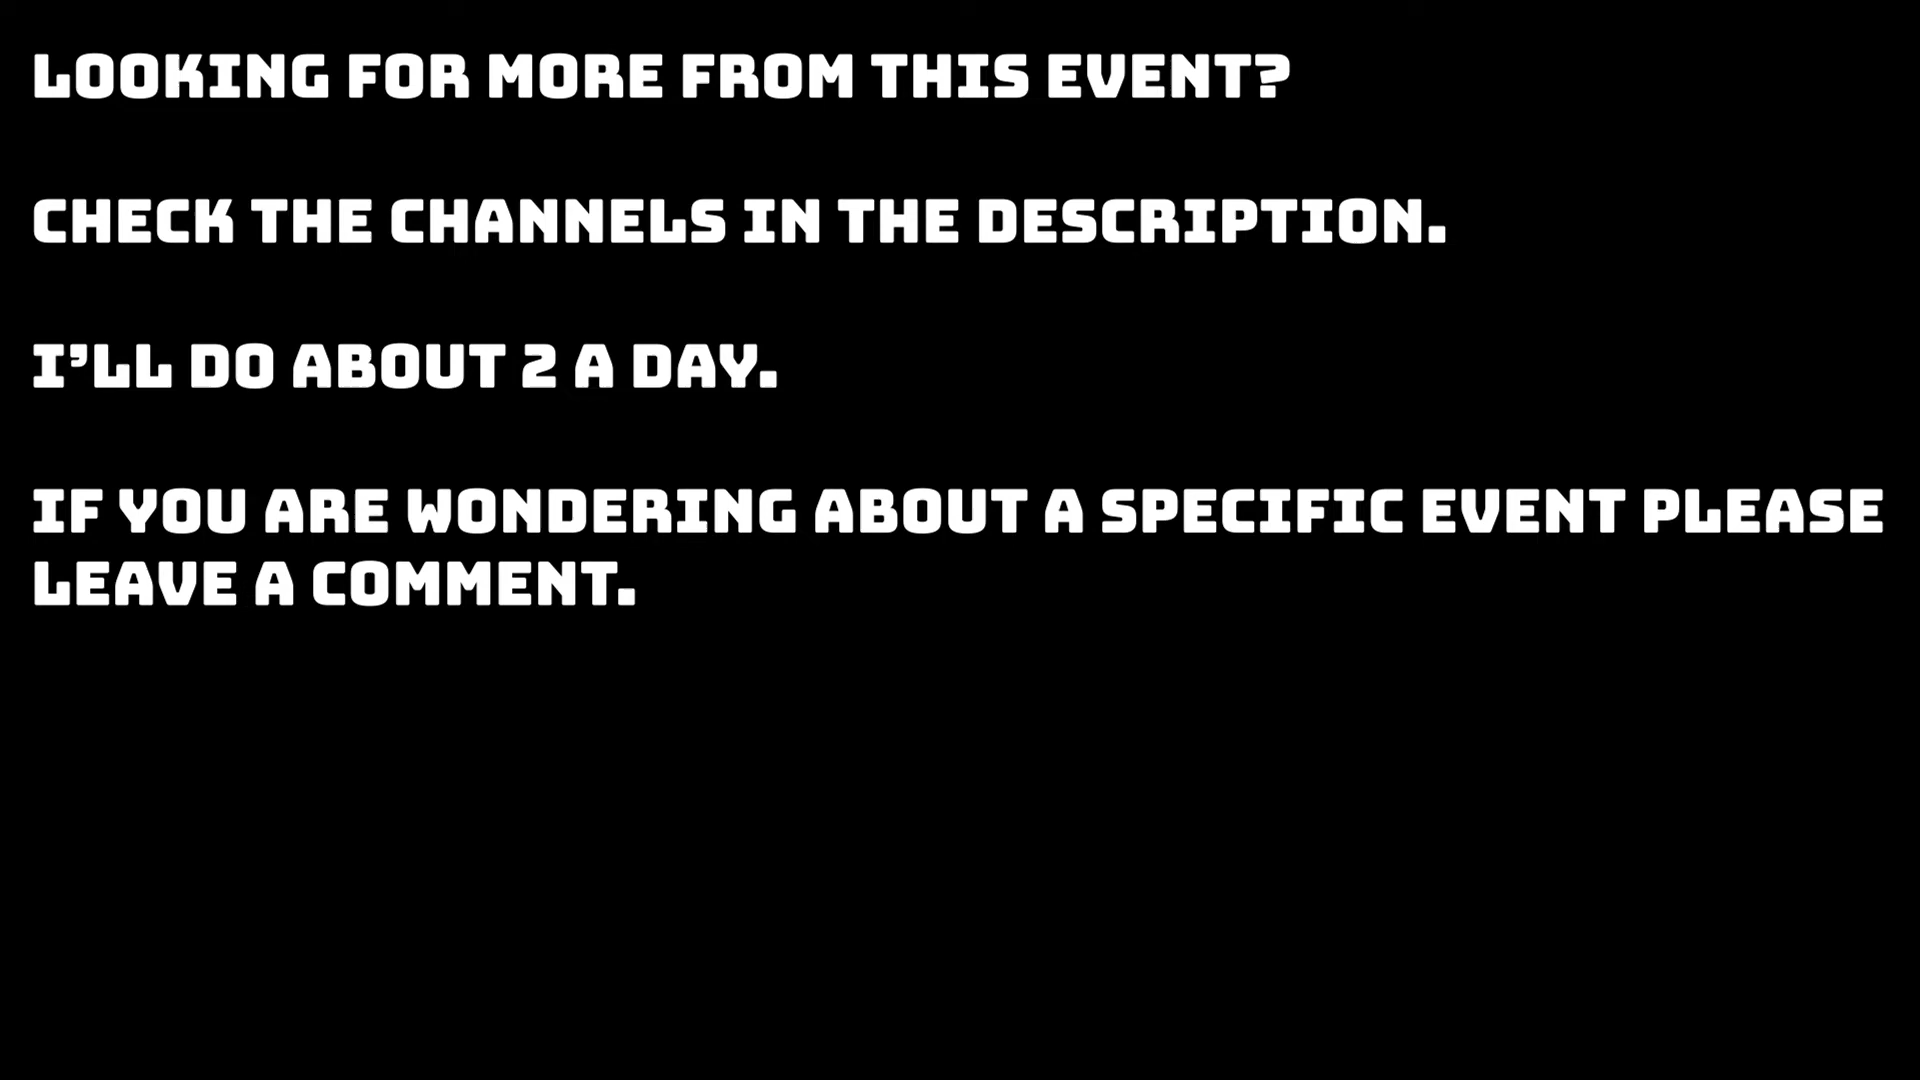 LOOKING FOR MORE FROM THIS EVENT?
CHECK THE CHANNELS IN THE DESCRIPTION.
I'LL DO ABOUT 2 A DAY.
IF YOU ARE WONDERING ABOUT A SPECIFIC EVENT PLEASE
LEAVE A COMMENT.